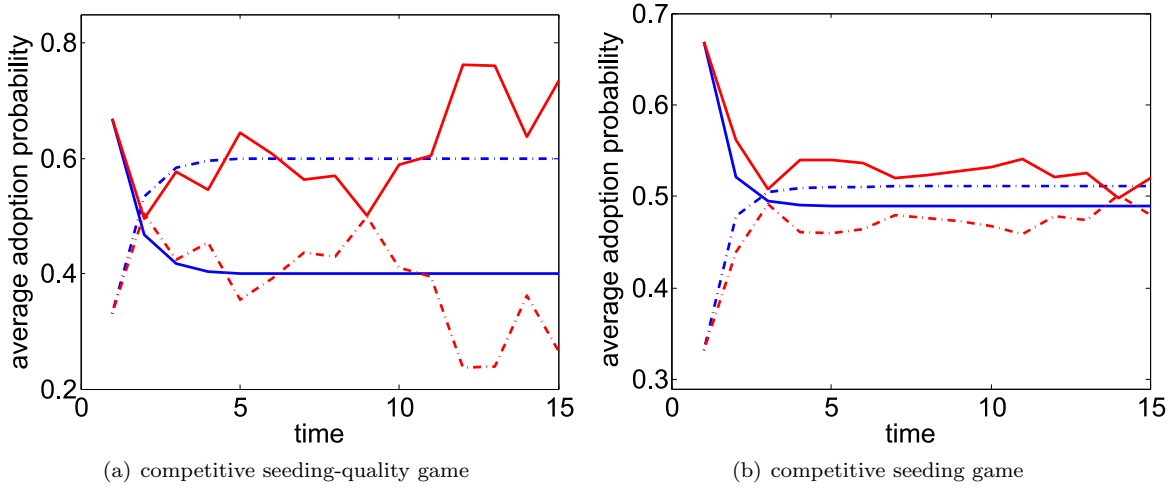 0.8
0.6
0.4
0.2
0
5
10
15
average adoption probability
time
(a) competitive seeding-quality game
0.7
0.6
0.5
0.4
0.3
0
5
10
15
average adoption probability
time
(b) competitive seeding game